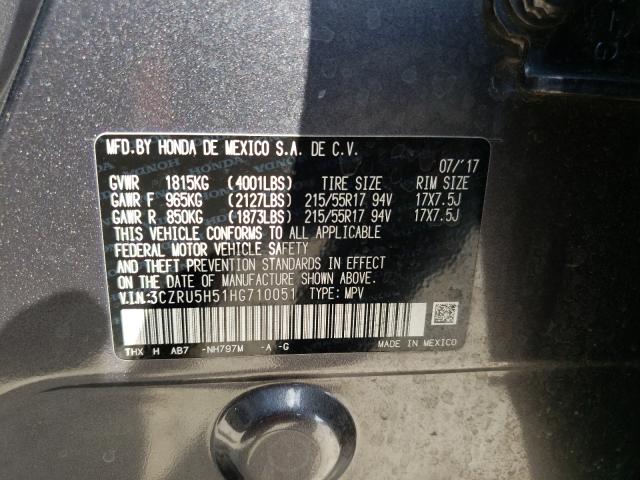 MFD.BY HONDA DE MEXICO S.A. DE C.V.
07/'17
GVWR 1815KG (4001LBS) TIRE SIZE RIM SIZE
GAWR F 965KG (2127LBS) 215/55R17 94V 17X7.5J
GAWR R 850KG (1873LBS) 215/55R17 94V 17X7.5J
THIS VEHICLE CONFORMS TO ALL APPLICABLE
FEDERAL MOTOR VEHICLE SAFETY
AND THEFT PREVENTION STANDARDS IN EFFECT
ON THE DATE OF MANUFACTURE SHOWN ABOVE.
V.I.N:3CZRU5H51HG710051 TYPE: MPV
THX H AB7 -NH797M -A -G MADE IN MEXICO